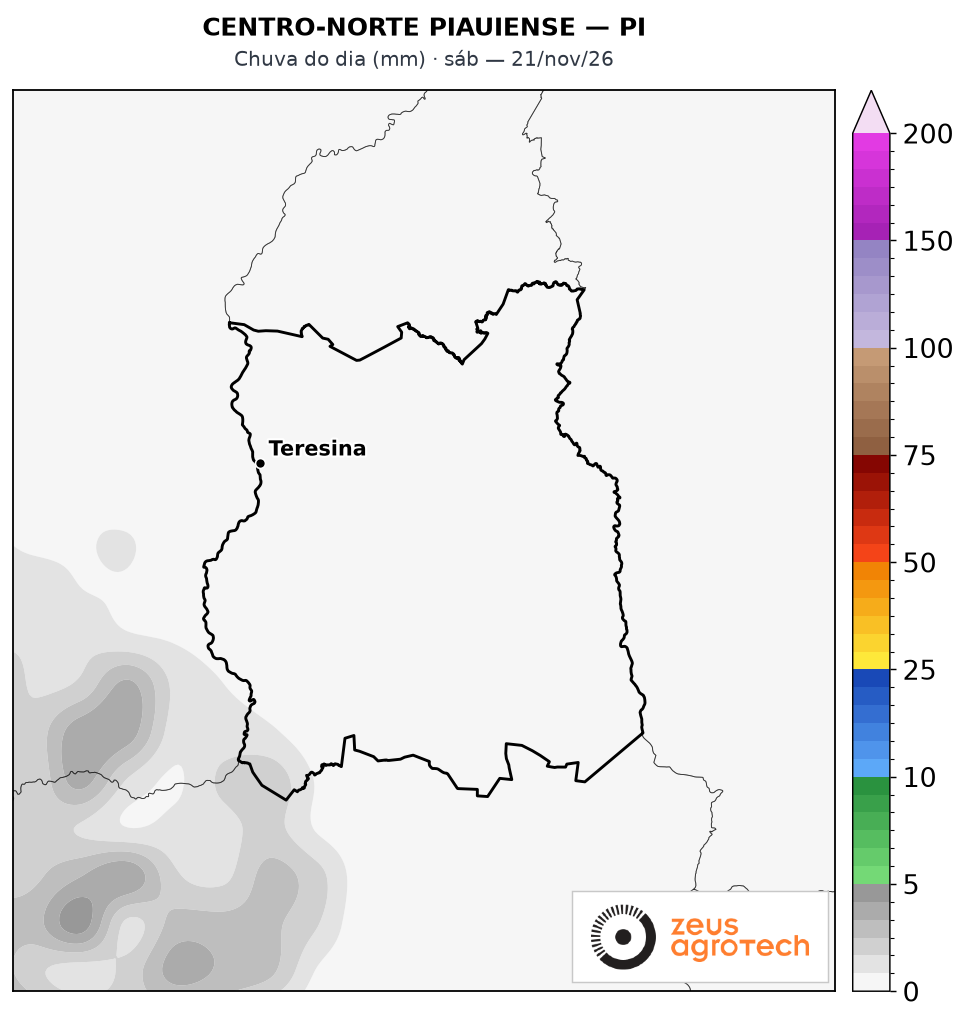 CENTRO-NORTE PIAUIENSE — PI
Chuva do dia (mm) · sáb — 21/nov/26
200
150
100
75
50
25
10
5
0
Teresina
zeus
agrotech